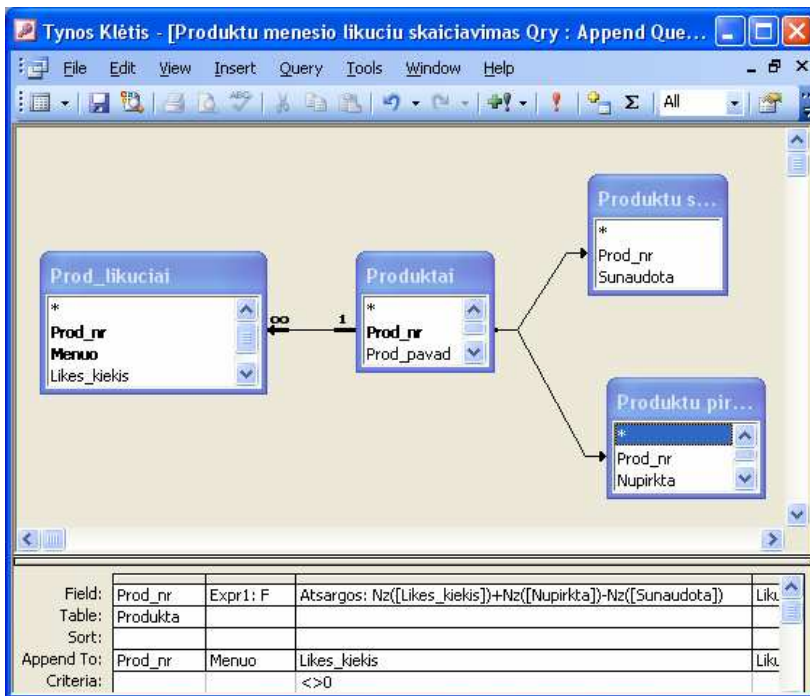 Tynos Klėtis - [Produktu menesio likuciu skaiciavimas Qry : Append Que...
File Edit View Insert Query Tools Window Help
All
Produktu s...
*
Prod_nr
Sunaudota
Prod_likuciai
*
Prod_nr
Menuo
Likes_kiekis
∞ 1
Produktai
*
Prod_nr
Prod_pavad
Produktu pir...
*
Prod_nr
Nupirkta
Field: Prod_nr Expr1: F Atsargos: Nz([Likes_kiekis])+Nz([Nupirkta])-Nz([Sunaudota])
Table: Produkta
Sort:
Append To: Prod_nr Menuo Likes_kiekis
Criteria: <>0